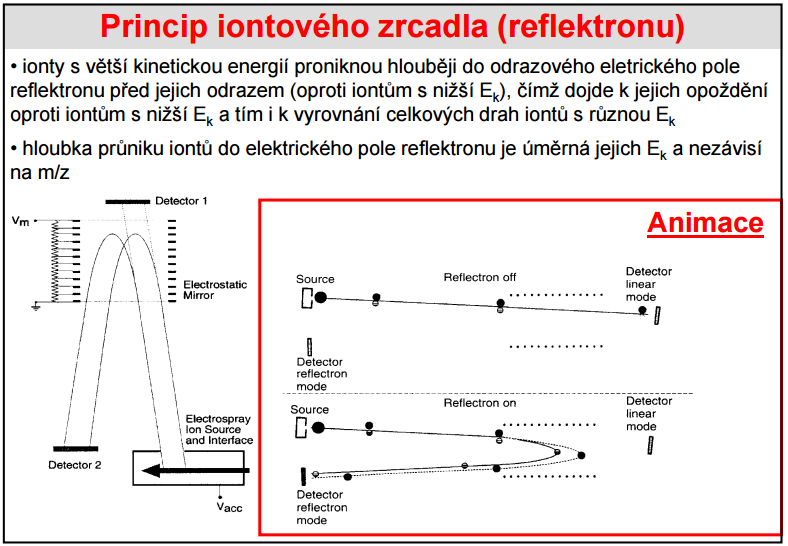 Princip iontového zrcadla (reflektronu)
• ionty s větší kinetickou energií proniknou hlouběji do odrazového eletrického pole
reflektronu před jejich odrazem (oproti iontům s nižší Ek), čímž dojde k jejich opoždění
oproti iontům s nižší Ek a tím i k vyrovnání celkových drah iontů s různou Ek
• hloubka průniku iontů do elektrického pole reflektronu je úměrná jejich Ek a nezávisí
na m/z
Detector 1
Vm
Electrostatic
Mirror
Electrospray
Ion Source
and Interface
Detector 2
Vacc
Animace
Source
Reflectron off
Detector
linear
mode
Detector
reflectron
mode
Source
Reflectron on
Detector
linear
mode
Detector
reflectron
mode